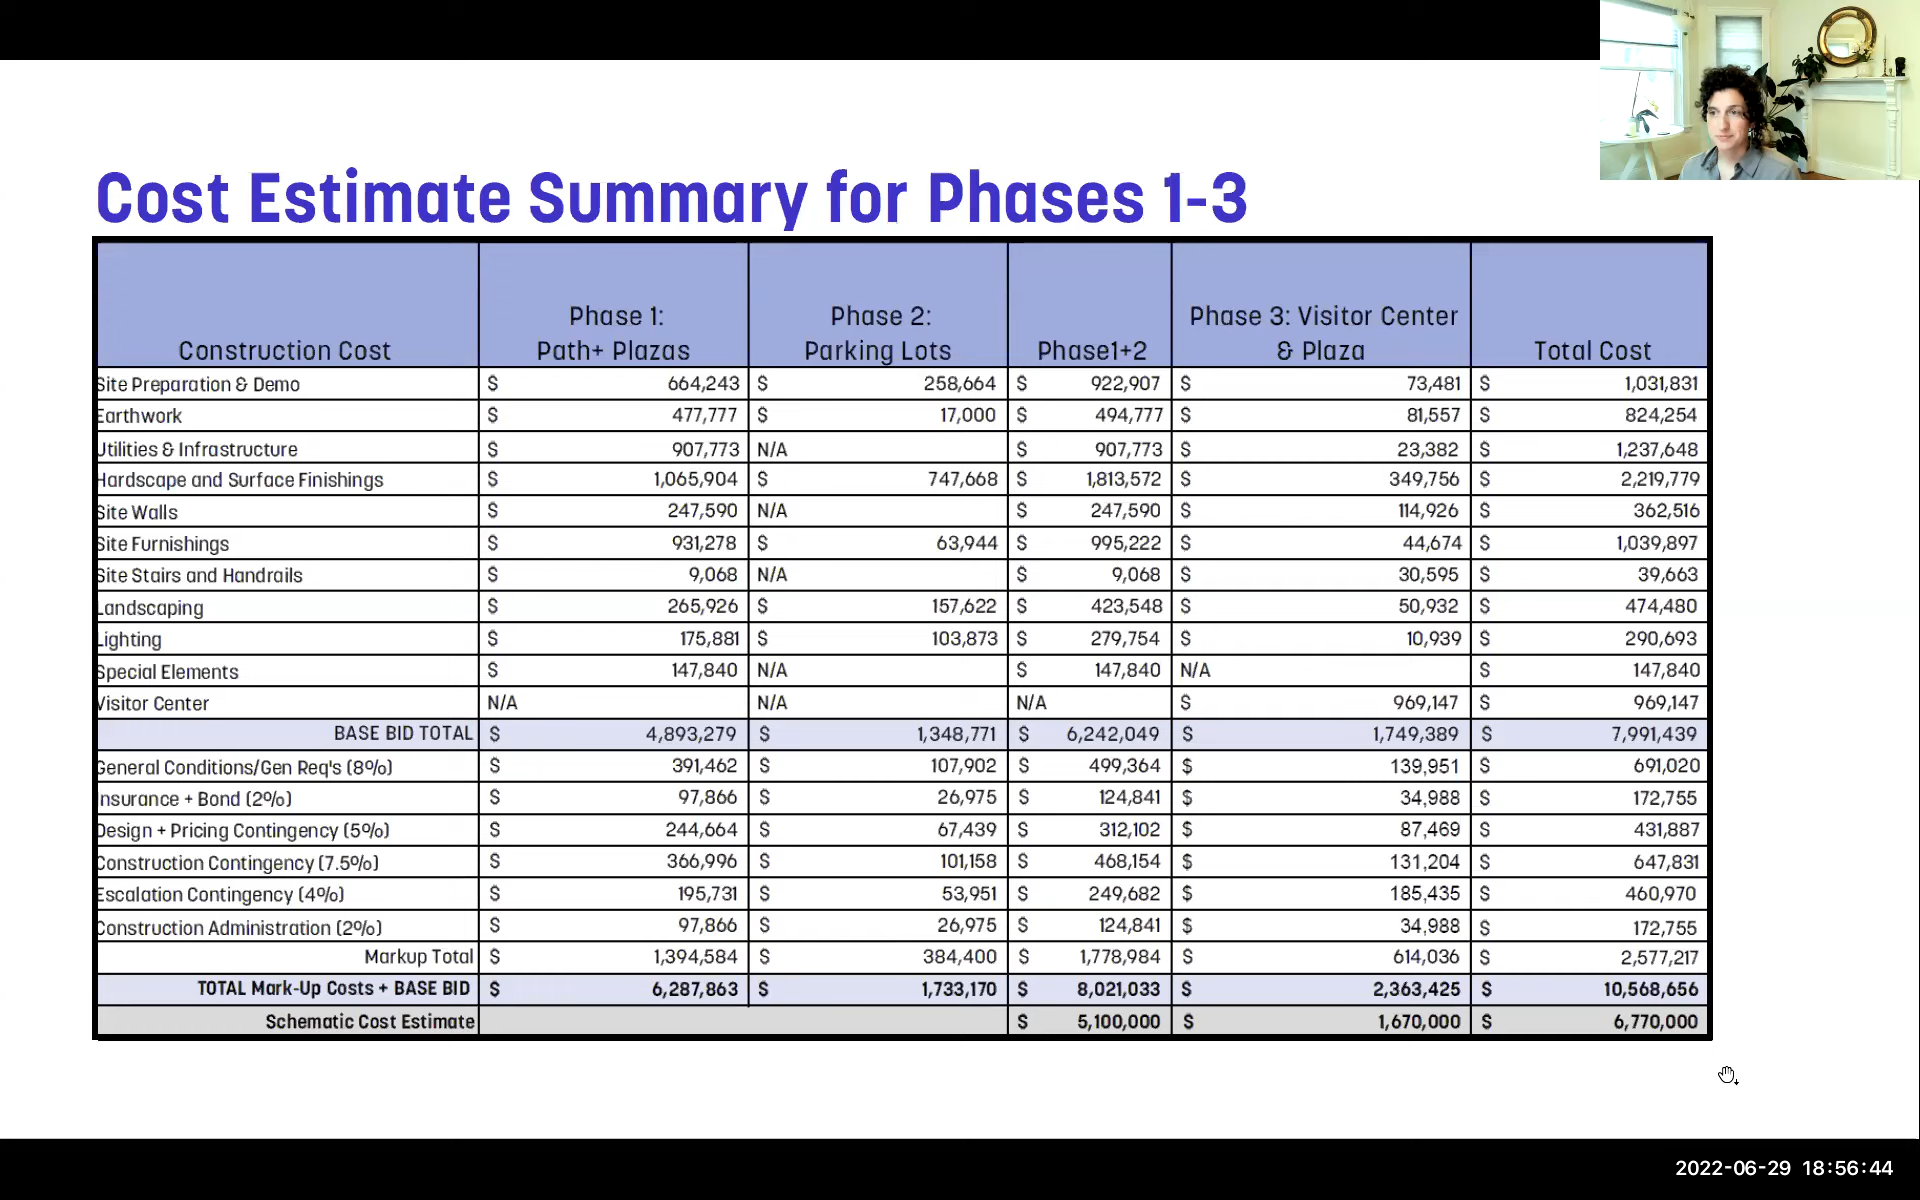 Cost Estimate Summary for Phases 1-3
Construction Cost Phase 1: Path+ Plazas Phase 2: Parking Lots Phase1+2 Phase 3: Visitor Center & Plaza Total Cost
Site Preparation & Demo $ 664,243 $ 258,664 $ 922,907 $ 73,481 $ 1,031,831
Earthwork $ 477,777 $ 17,000 $ 494,777 $ 81,557 $ 824,254
Utilities & Infrastructure $ 907,773 N/A $ 907,773 $ 23,382 $ 1,237,648
Hardscape and Surface Finishings $ 1,065,904 $ 747,668 $ 1,813,572 $ 349,756 $ 2,219,779
Site Walls $ 247,590 N/A $ 247,590 $ 114,926 $ 362,516
Site Furnishings $ 931,278 $ 63,944 $ 995,222 $ 44,674 $ 1,039,897
Site Stairs and Handrails $ 9,068 N/A $ 9,068 $ 30,595 $ 39,663
Landscaping $ 265,926 $ 157,622 $ 423,548 $ 50,932 $ 474,480
Lighting $ 175,881 $ 103,873 $ 279,754 $ 10,939 $ 290,693
Special Elements $ 147,840 N/A $ 147,840 N/A $ 147,840
Visitor Center N/A N/A N/A $ 969,147 $ 969,147
BASE BID TOTAL $ 4,893,279 $ 1,348,771 $ 6,242,049 $ 1,749,389 $ 7,991,439
General Conditions/Gen Req's (8%) $ 391,462 $ 107,902 $ 499,364 $ 139,951 $ 691,020
Insurance + Bond (2%) $ 97,866 $ 26,975 $ 124,841 $ 34,988 $ 172,755
Design + Pricing Contingency (5%) $ 244,664 $ 67,439 $ 312,102 $ 87,469 $ 431,887
Construction Contingency (7.5%) $ 366,996 $ 101,158 $ 468,154 $ 131,204 $ 647,831
Escalation Contingency (4%) $ 195,731 $ 53,951 $ 249,682 $ 185,435 $ 460,970
Construction Administration (2%) $ 97,866 $ 26,975 $ 124,841 $ 34,988 $ 172,755
Markup Total $ 1,394,584 $ 384,400 $ 1,778,984 $ 614,036 $ 2,577,217
TOTAL Mark-Up Costs + BASE BID $ 6,287,863 $ 1,733,170 $ 8,021,033 $ 2,363,425 $ 10,568,656
Schematic Cost Estimate $ 5,100,000 $ 1,670,000 $ 6,770,000
2022-06-29 18:56:44